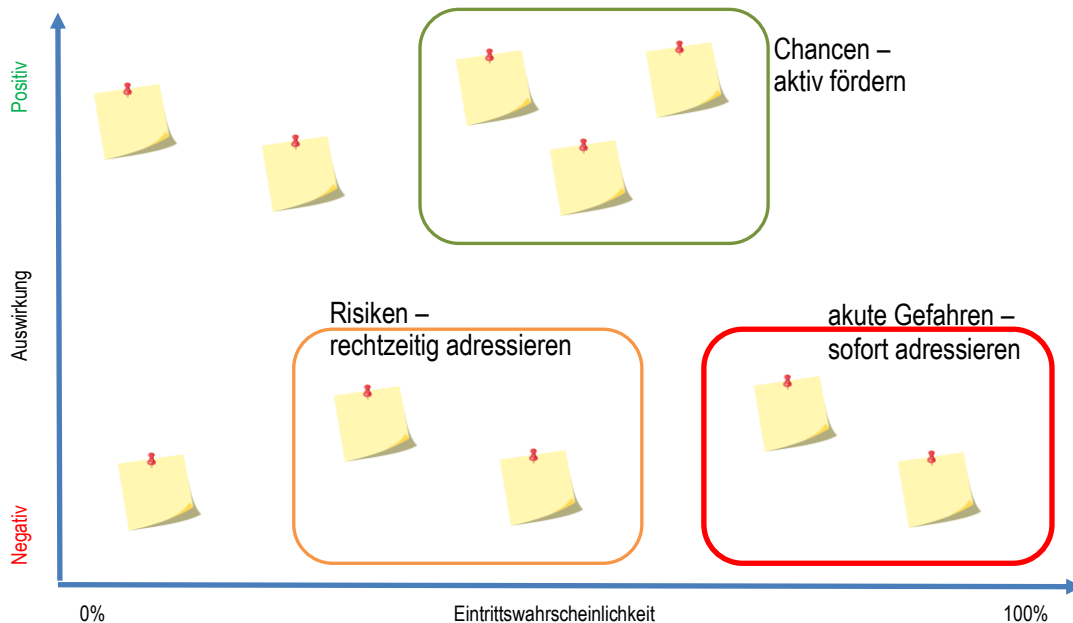 Positiv
Auswirkung
Negativ
Chancen –
aktiv fördern
Risiken –
rechtzeitig adressieren
akute Gefahren –
sofort adressieren
0%
Eintrittswahrscheinlichkeit
100%